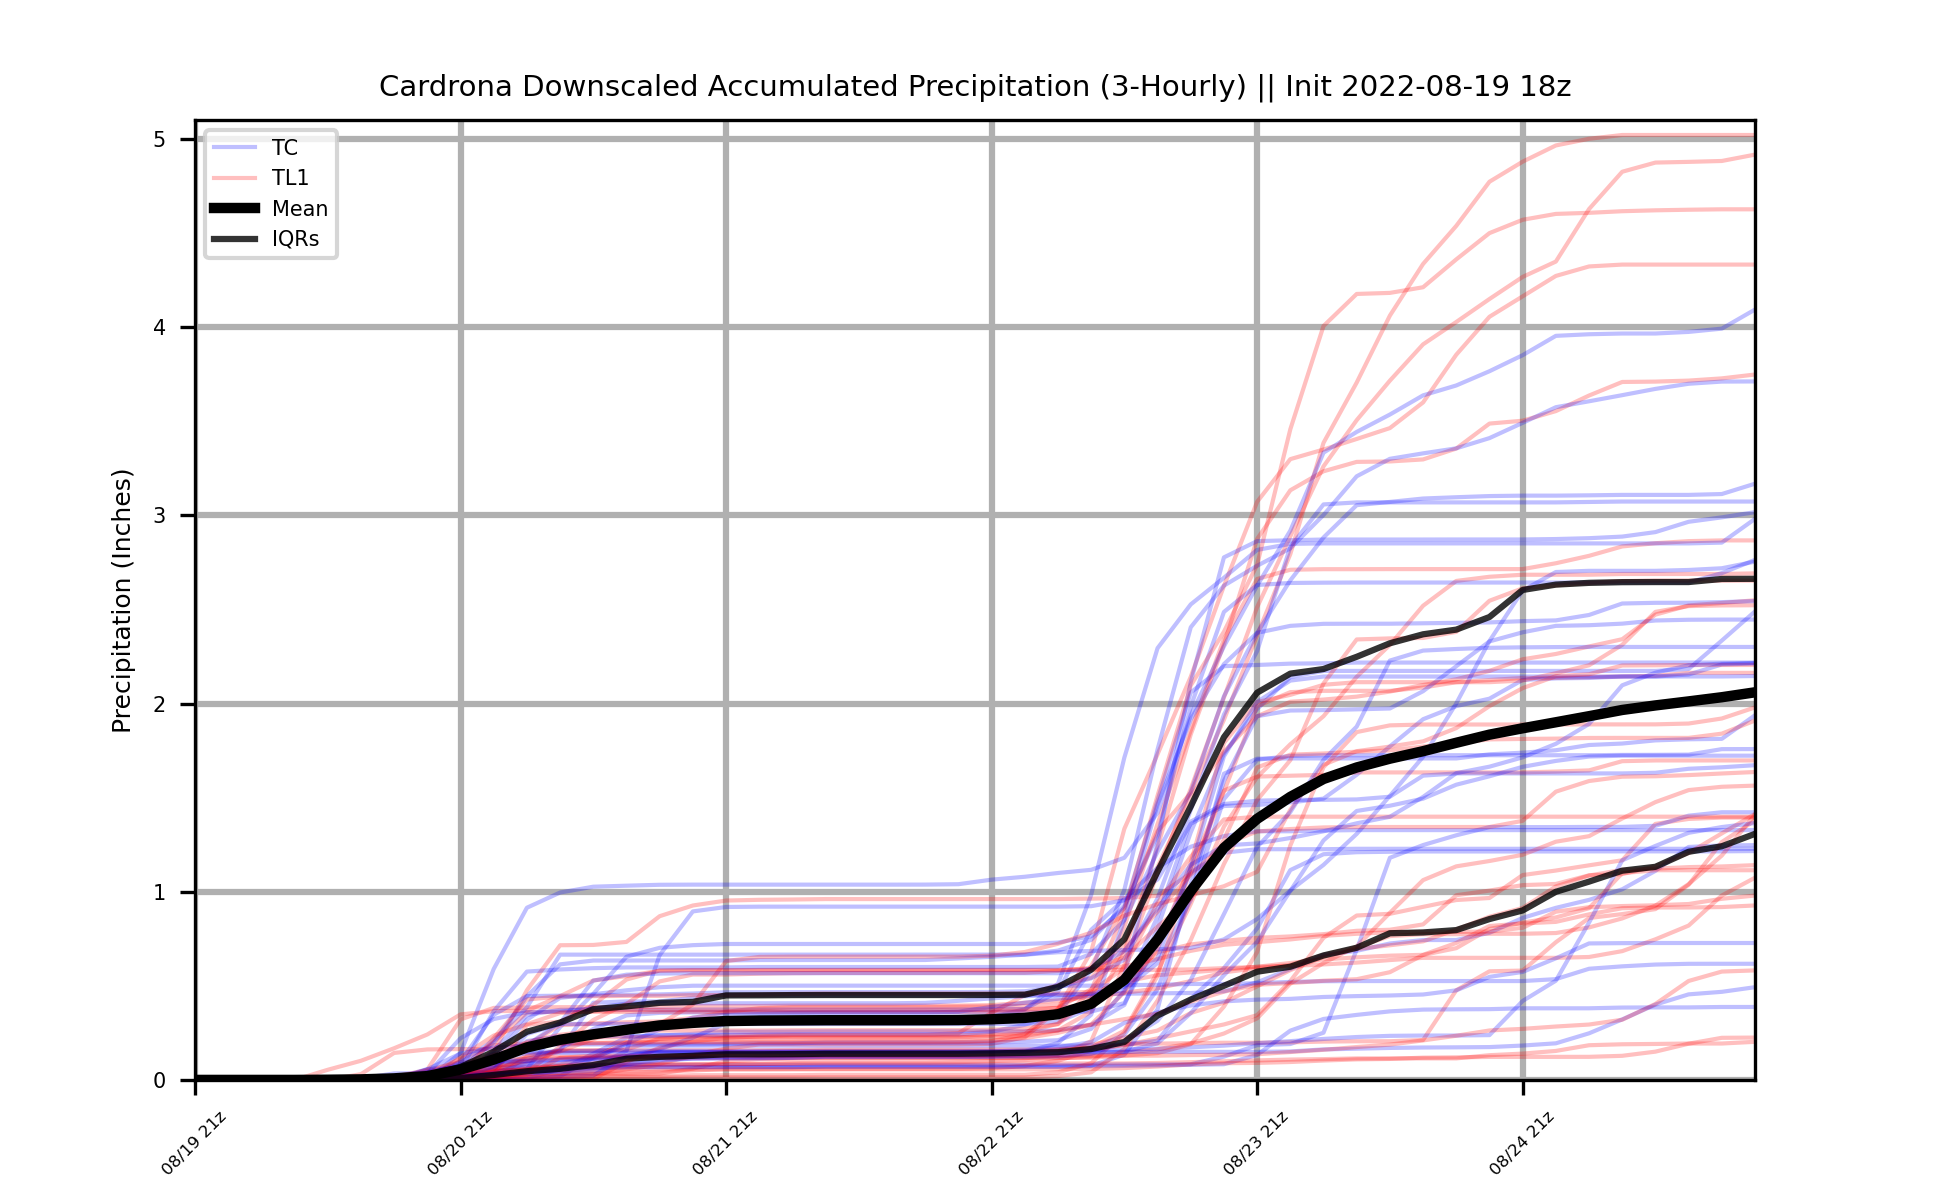 Cardrona Downscaled Accumulated Precipitation (3-Hourly) || Init 2022-08-19 18z
TC
TL1
Mean
IQRs
Precipitation (Inches)
5
4
3
2
1
0
08/19 21z
08/20 21z
08/21 21z
08/22 21z
08/23 21z
08/24 21z